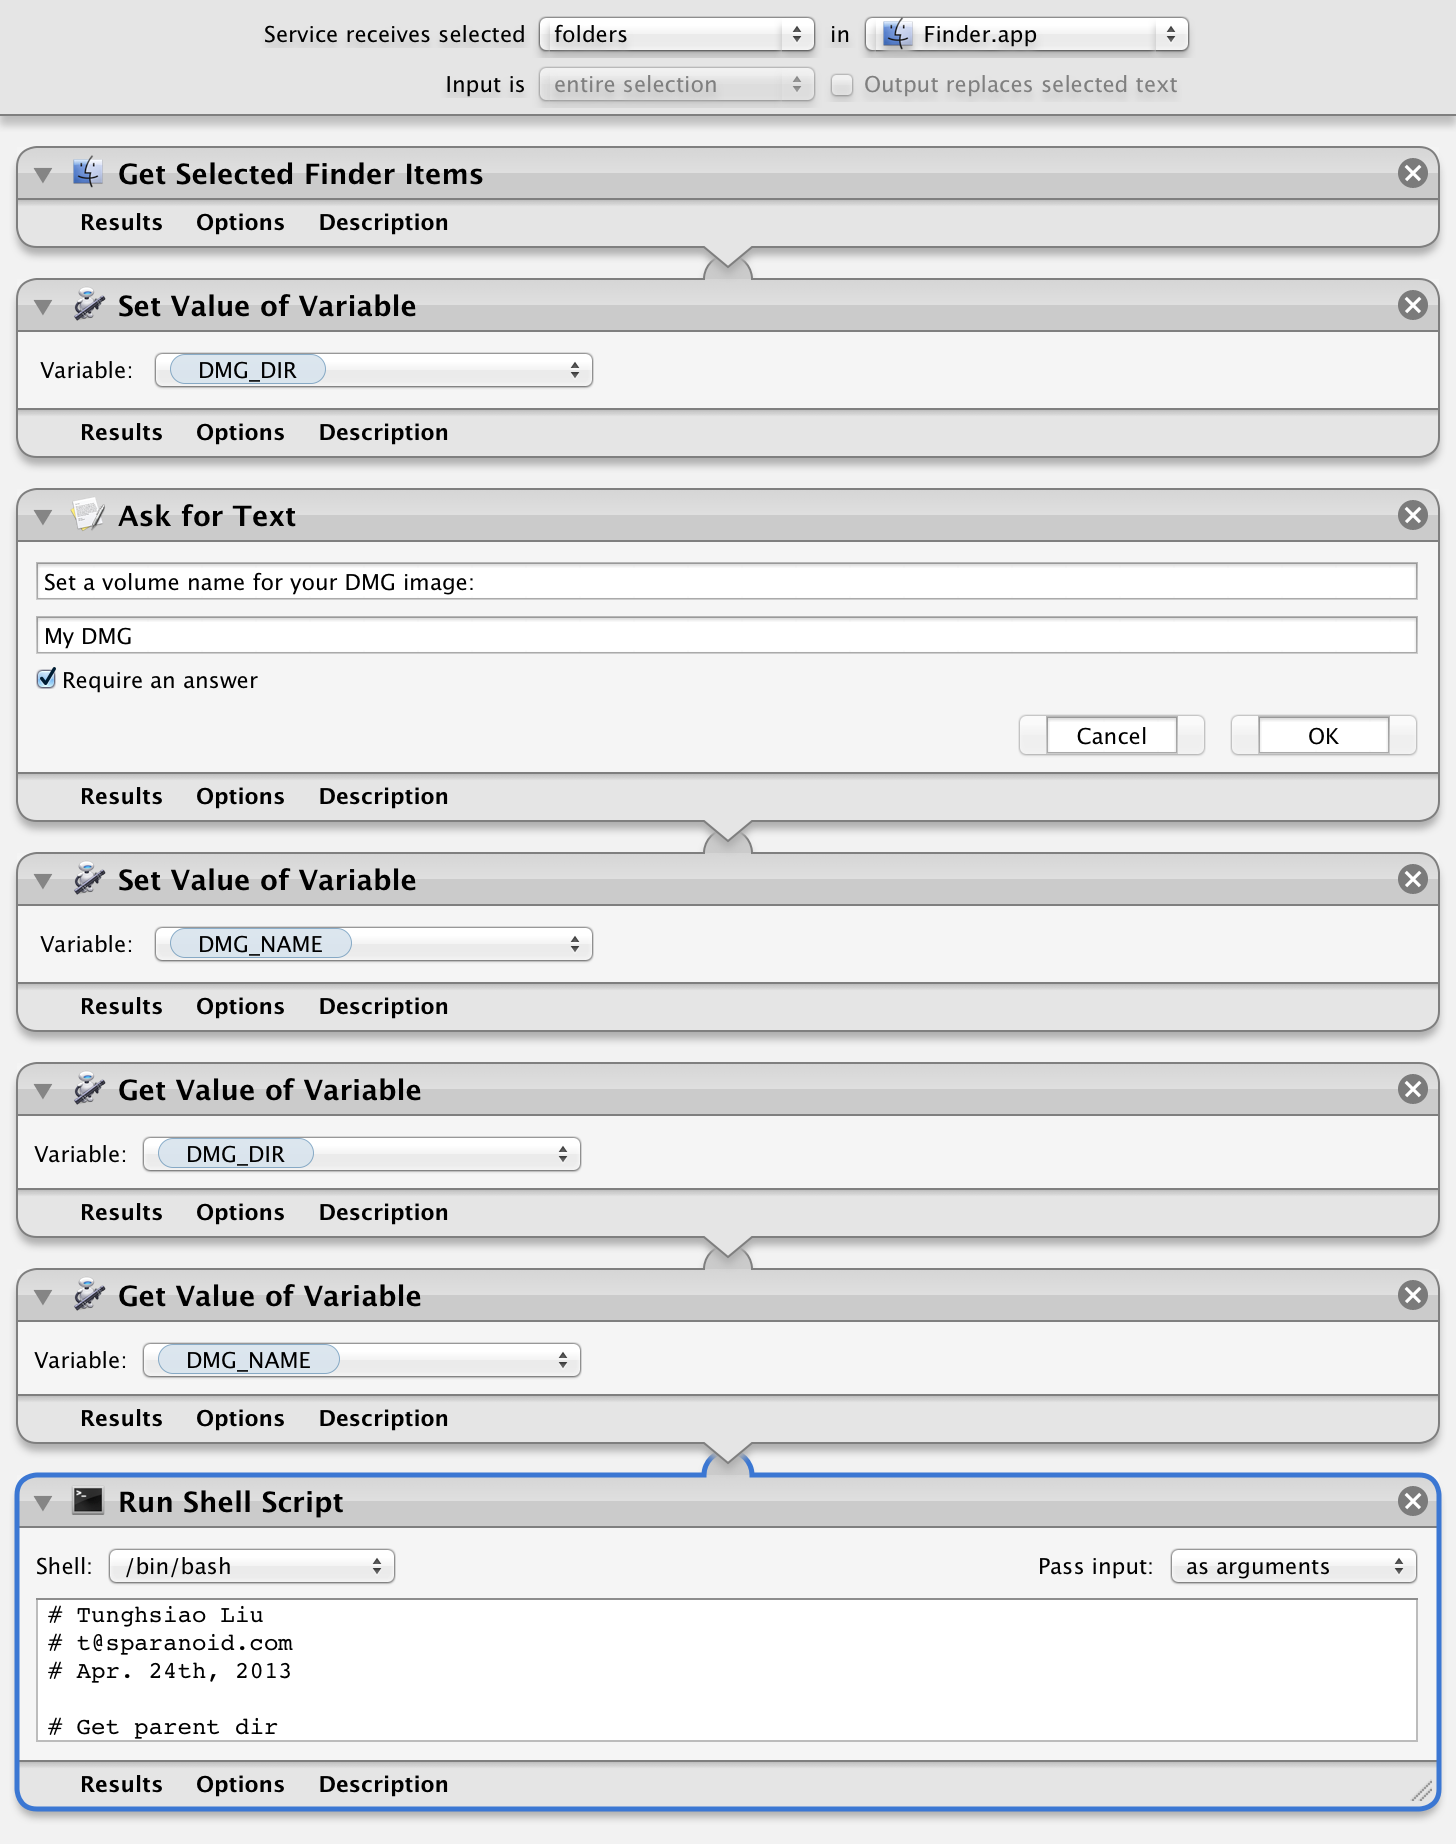 Service receives selected folders in Finder.app
Input is entire selection Output replaces selected text
Get Selected Finder Items
Results Options Description
Set Value of Variable
Variable: DMG_DIR
Results Options Description
Ask for Text
Set a volume name for your DMG image:
My DMG
Require an answer
Cancel OK
Results Options Description
Set Value of Variable
Variable: DMG_NAME
Results Options Description
Get Value of Variable
Variable: DMG_DIR
Results Options Description
Get Value of Variable
Variable: DMG_NAME
Results Options Description
Run Shell Script
Shell: /bin/bash Pass input: as arguments
# Tunghsiao Liu
# t@sparanoid.com
# Apr. 24th, 2013
# Get parent dir
Results Options Description